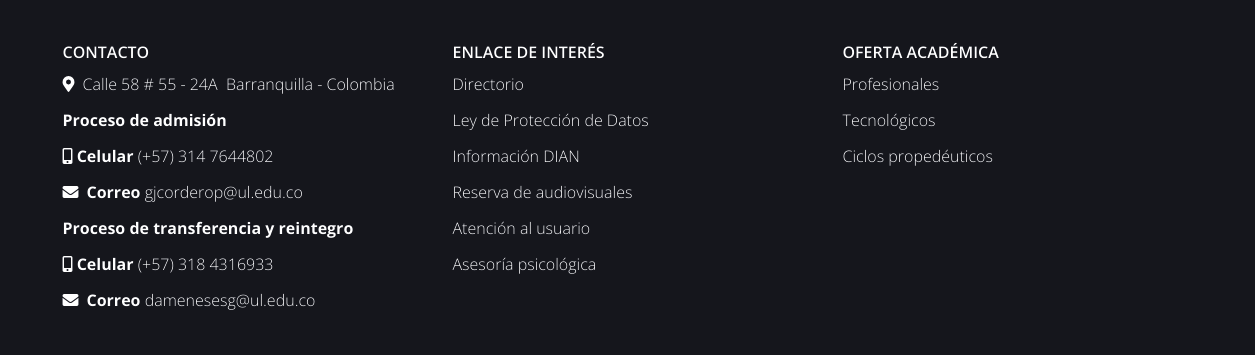 CONTACTO
Calle 58 # 55 - 24A  Barranquilla - Colombia
Proceso de admisión
Celular (+57) 314 7644802
Correo gjcorderop@ul.edu.co
Proceso de transferencia y reintegro
Celular (+57) 318 4316933
Correo damenesesg@ul.edu.co
ENLACE DE INTERÉS
Directorio
Ley de Protección de Datos
Información DIAN
Reserva de audiovisuales
Atención al usuario
Asesoría psicológica
OFERTA ACADÉMICA
Profesionales
Tecnológicos
Ciclos propedéuticos